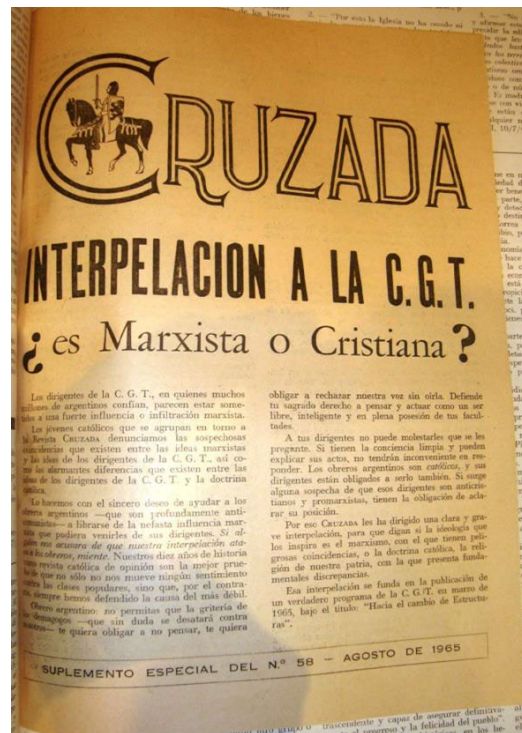 CRUZADA
INTERPELACION A LA C.G.T.
¿es Marxista o Cristiana?
Los dirigentes de la C. G. T., en quienes muchos
millones de argentinos confían, parecen estar some-
tidos a una fuerte influencia o infiltración marxista.
Los jóvenes católicos que se agrupan en torno a
la Revista CRUZADA denunciamos las sospechosas
coincidencias que existen entre las ideas marxistas
y las ideas de los dirigentes de la C. G. T., así co-
mo las alarmantes diferencias que existen entre las
ideas de los dirigentes de la C. G. T. y la doctrina
católica.
Lo hacemos con el sincero deseo de ayudar a los
obreros argentinos —que son profundamente anti-
comunistas— a librarse de la nefasta influencia mar-
xista que pudiera venirles de sus dirigentes. Si al-
guien nos acusara de que nuestra interpelación ata-
ca a los obreros, miente. Nuestros diez años de historia
como revista católica de opinión son la mejor prue-
ba de que no sólo no nos mueve ningún sentimiento
contra las clases populares, sino que, por el contra-
rio, siempre hemos defendido la causa del más débil.
Obrero argentino: no permitas que la gritería de
los demagogos —que sin duda se desatará contra
nosotros— te quiera obligar a no pensar, te quiera
obligar a rechazar nuestra voz sin oírla. Defiende
tu sagrado derecho a pensar y actuar como un ser
libre, inteligente y en plena posesión de tus facul-
tades.
A tus dirigentes no puede molestarles que se les
pregunte. Si tienen la conciencia limpia y pueden
explicar sus actos, no tendrán inconveniente en res-
ponder. Los obreros argentinos son católicos, y sus
dirigentes están obligados a serlo también. Si surge
alguna sospecha de que esos dirigentes son anticris-
tianos y promarxistas, tienen la obligación de acla-
rar su posición.
Por eso CRUZADA les ha dirigido una clara y gra-
ve interpelación, para que digan si la ideología que
los inspira es el marxismo, con el que tienen peli-
grosas coincidencias, o la doctrina católica, la reli-
gión de nuestra patria, con la que presenta funda-
mentales discrepancias.
Esa interpelación se funda en la publicación de
un verdadero programa de la C. G. T. en marzo de
1965, bajo el título: "Hacia el cambio de Estructu-
ras".
SUPLEMENTO ESPECIAL DEL N.º 58 — AGOSTO DE 1965